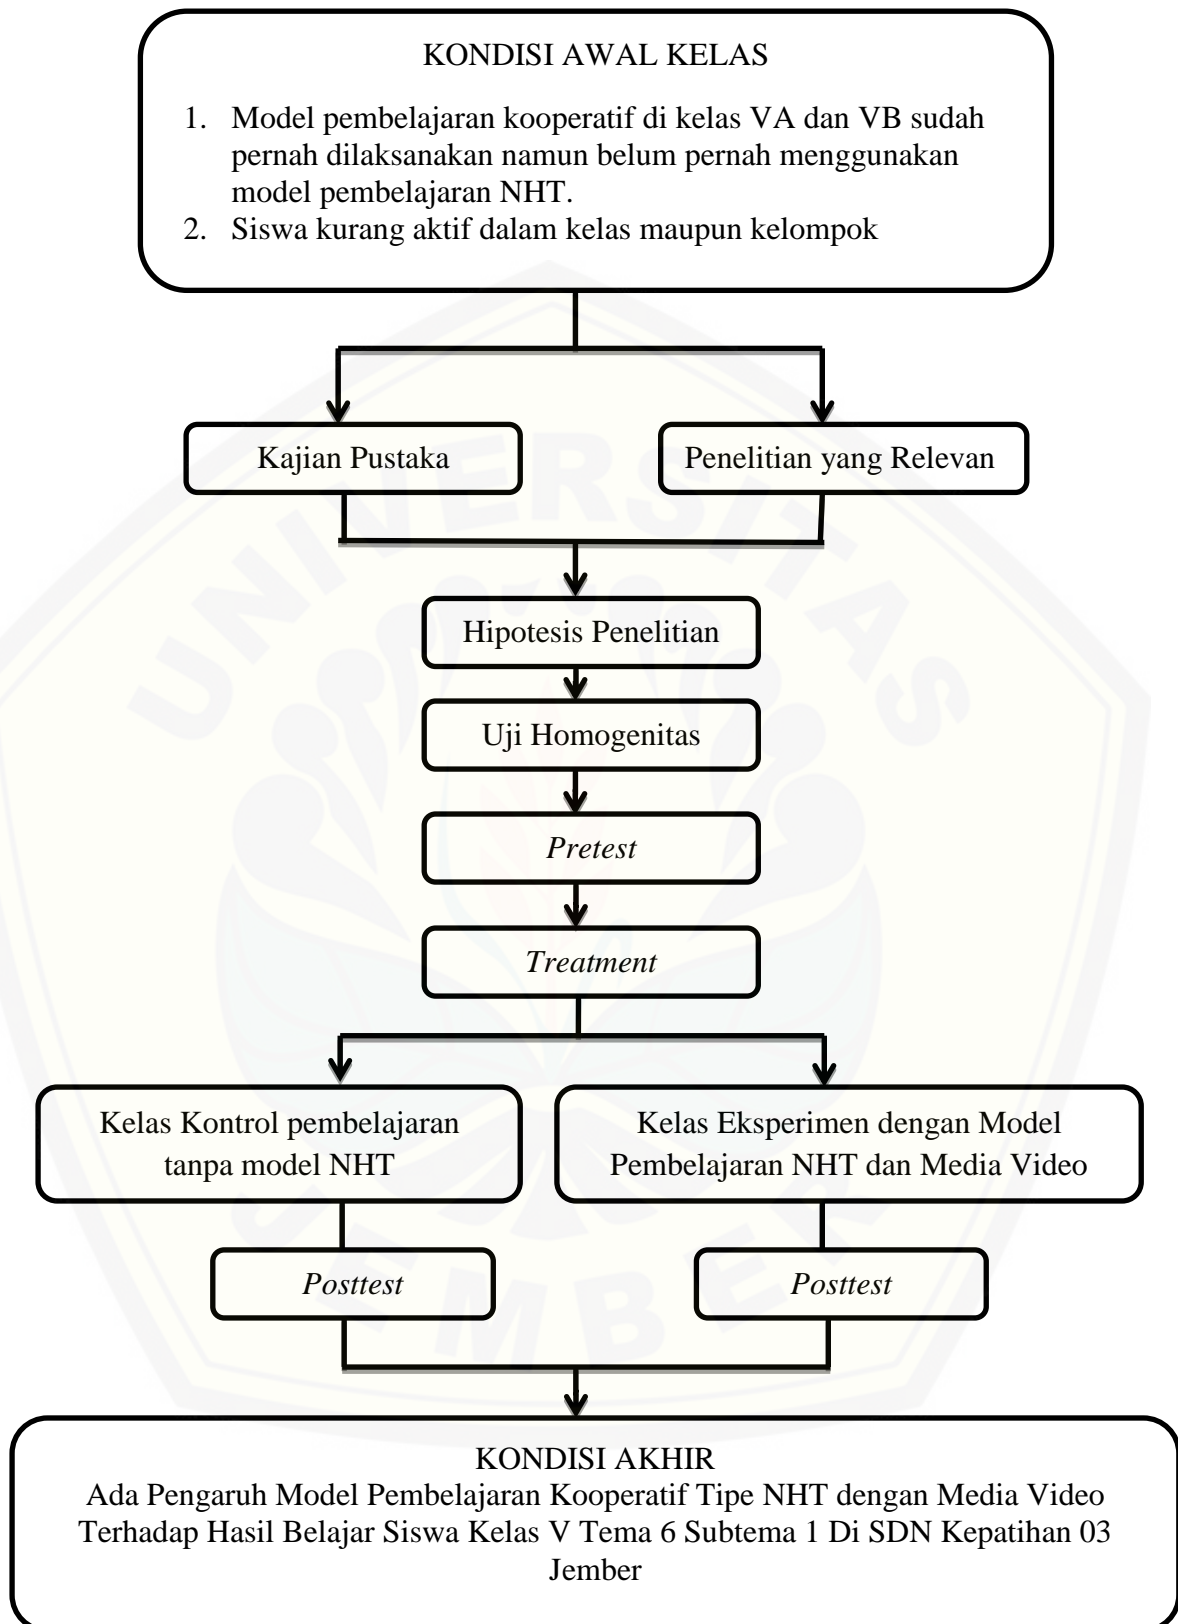 KONDISI AWAL KELAS
1. Model pembelajaran kooperatif di kelas VA dan VB sudah
pernah dilaksanakan namun belum pernah menggunakan
model pembelajaran NHT.
2. Siswa kurang aktif dalam kelas maupun kelompok
Kajian Pustaka
Penelitian yang Relevan
Hipotesis Penelitian
Uji Homogenitas
Pretest
Treatment
Kelas Kontrol pembelajaran
tanpa model NHT
Kelas Eksperimen dengan Model
Pembelajaran NHT dan Media Video
Posttest
Posttest
KONDISI AKHIR
Ada Pengaruh Model Pembelajaran Kooperatif Tipe NHT dengan Media Video
Terhadap Hasil Belajar Siswa Kelas V Tema 6 Subtema 1 Di SDN Kepatihan 03
Jember
UNIVERSITAS
JEMBER